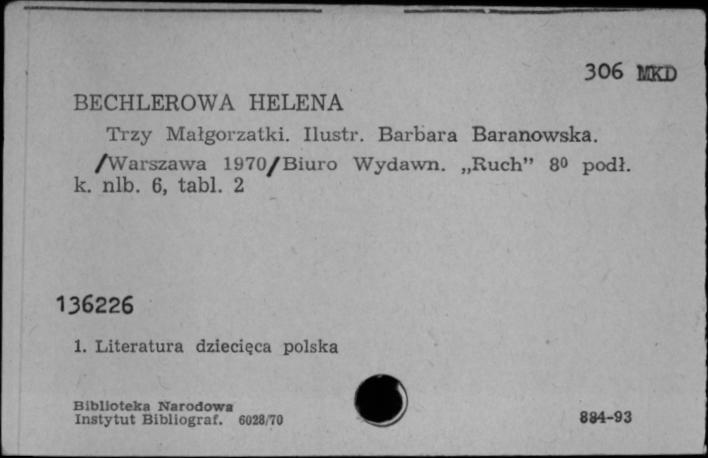 306 MKD
BECHLEROWA HELENA
Trzy Małgorzatki. Ilustr. Barbara Baranowska.
/Warszawa 1970/Biuro Wydawn. „Ruch” 8⁰ podł.
k. nlb. 6, tabl. 2
136226
1. Literatura dziecięca polska
Biblioteka Narodowa
Instytut Bibliograf. 6028/70
884-93